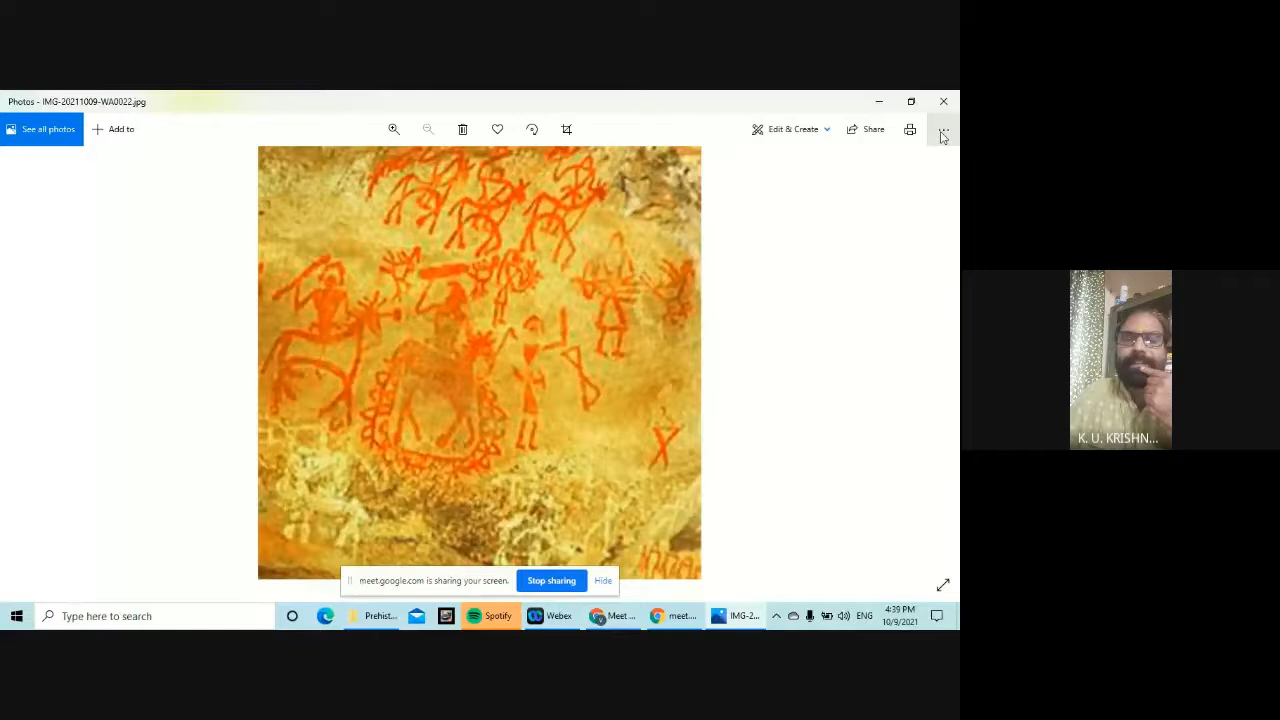 Photos - IMG-20211009-WA0022.jpg
See all photos
Add to
Edit & Create
Share
K. U. KRISHN...
meet.google.com is sharing your screen.
Stop sharing
Hide
Type here to search
Prehist...
Spotify
Webex
Meet ...
meet....
IMG-2...
ENG
4:39 PM
10/9/2021